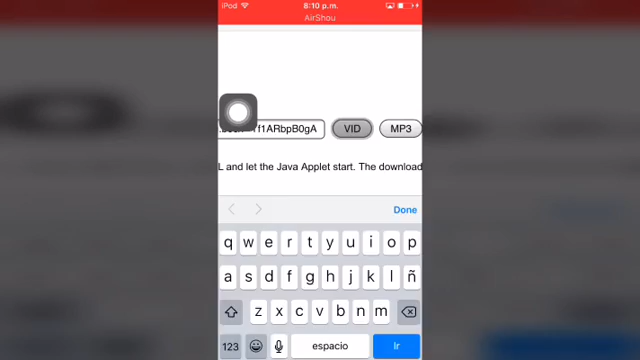 iPod 8:10 p.m.
AirShou
f1ARbpB0gA VID MP3
L and let the Java Applet start. The download
Done
q w e r t y u i o p
a s d f g h j k l ñ
z x c v b n m
123 espacio Ir